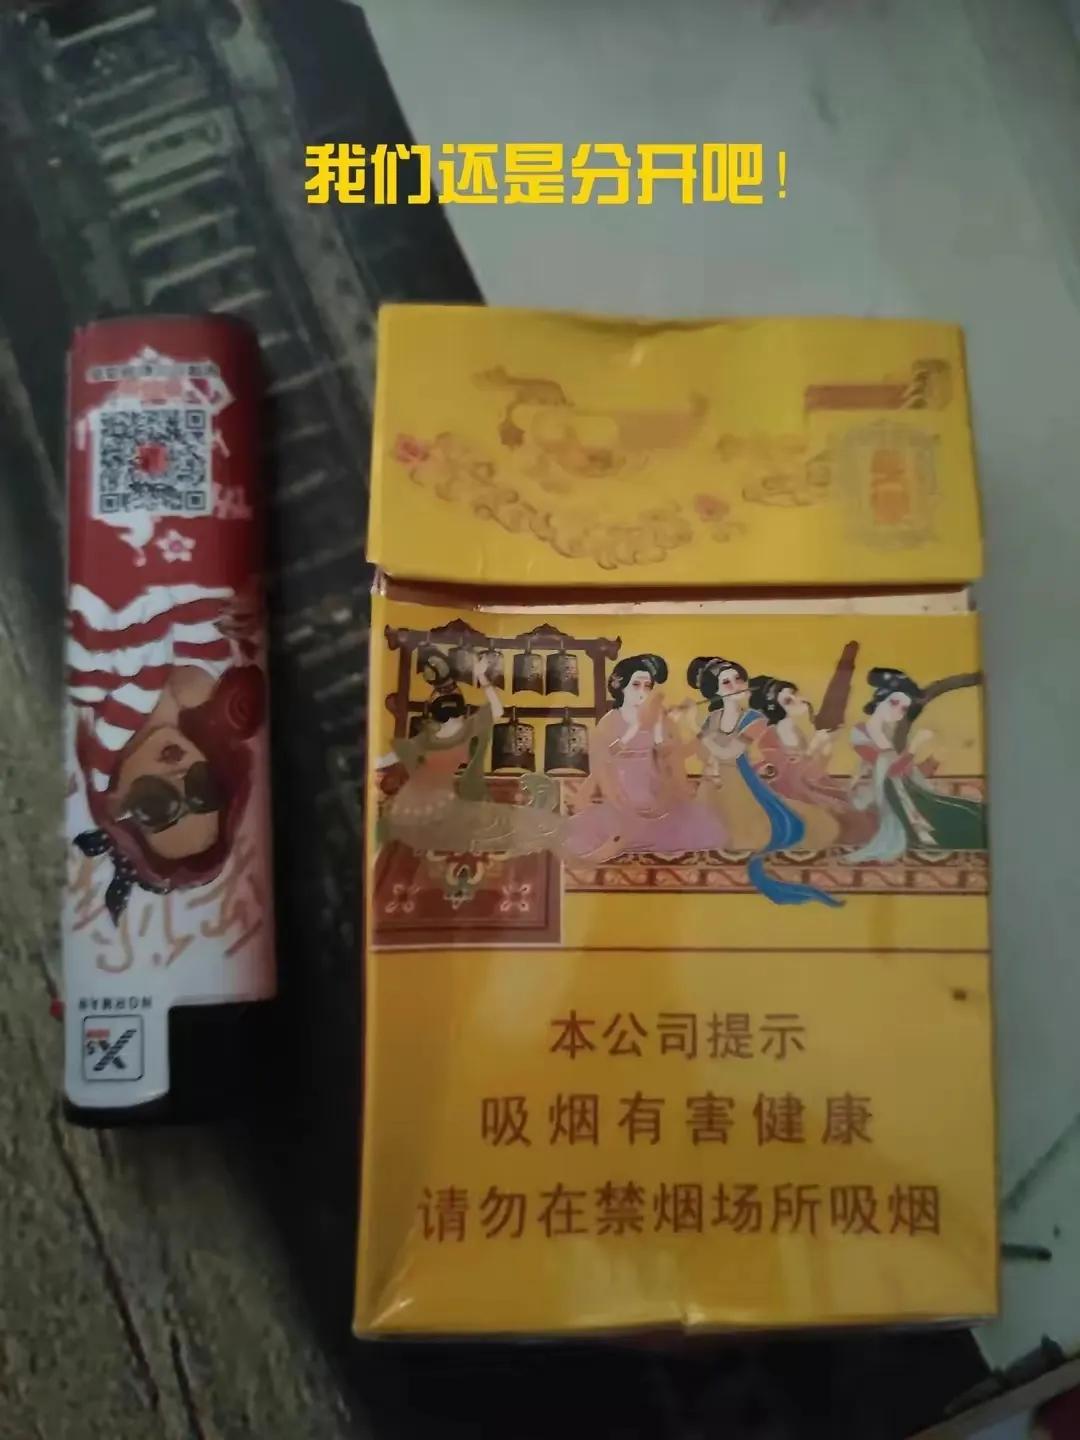 我们还是分开吧！
NORMAN
本公司提示
吸烟有害健康
请勿在禁烟场所吸烟